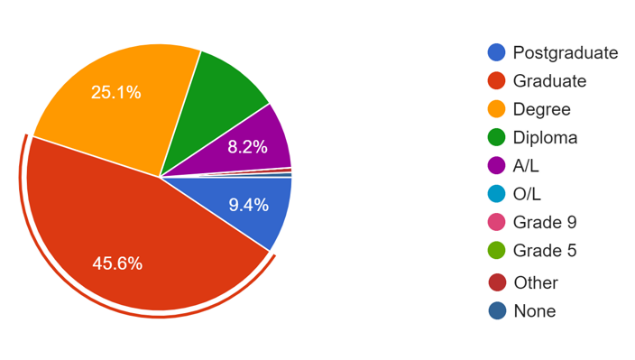 25.1%
8.2%
9.4%
45.6%
Postgraduate
Graduate
Degree
Diploma
A/L
O/L
Grade 9
Grade 5
Other
None